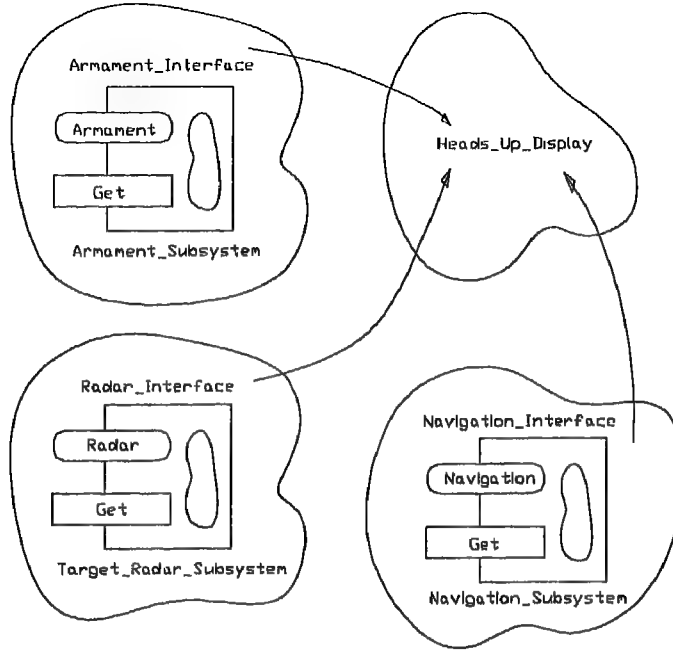 Armament_Interface
Armament
Get
Armament_Subsystem
Heads_Up_Display
Radar_Interface
Radar
Get
Target_Radar_Subsystem
Navigation_Interface
Navigation
Get
Navigation_Subsystem